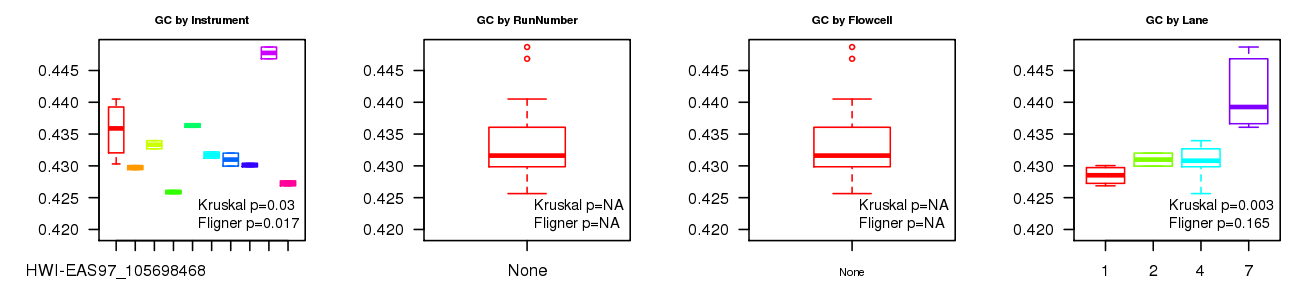 GC by Instrument
0.445
0.440
0.435
0.430
0.425
0.420
Kruskal p=0.03
Fligner p=0.017
HWI-EAS97_105698468
GC by RunNumber
0.445
0.440
0.435
0.430
0.425
0.420
Kruskal p=NA
Fligner p=NA
None
GC by Flowcell
0.445
0.440
0.435
0.430
0.425
0.420
Kruskal p=NA
Fligner p=NA
None
GC by Lane
0.445
0.440
0.435
0.430
0.425
0.420
Kruskal p=0.003
Fligner p=0.165
1 2 4 7